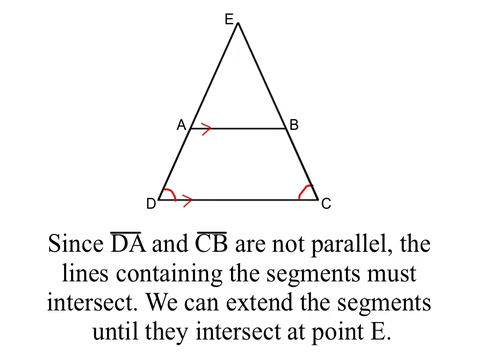 E
A B
D C
Since DA and CB are not parallel, the
lines containing the segments must
intersect. We can extend the segments
until they intersect at point E.